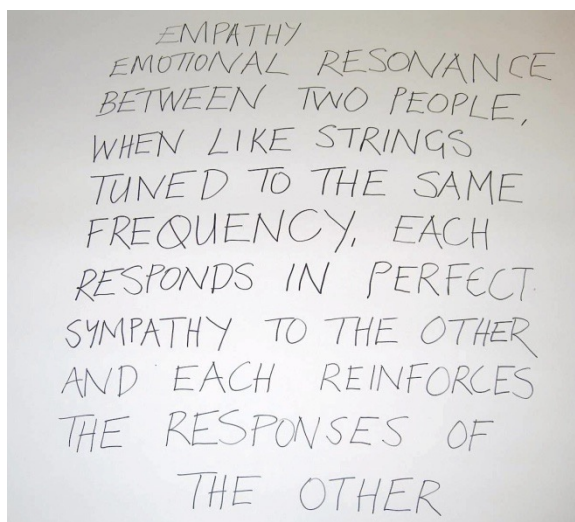 EMPATHY
EMOTIONAL RESONANCE
BETWEEN TWO PEOPLE,
WHEN LIKE STRINGS
TUNED TO THE SAME
FREQUENCY, EACH
RESPONDS IN PERFECT
SYMPATHY TO THE OTHER
AND EACH REINFORCES
THE RESPONSES OF
THE OTHER